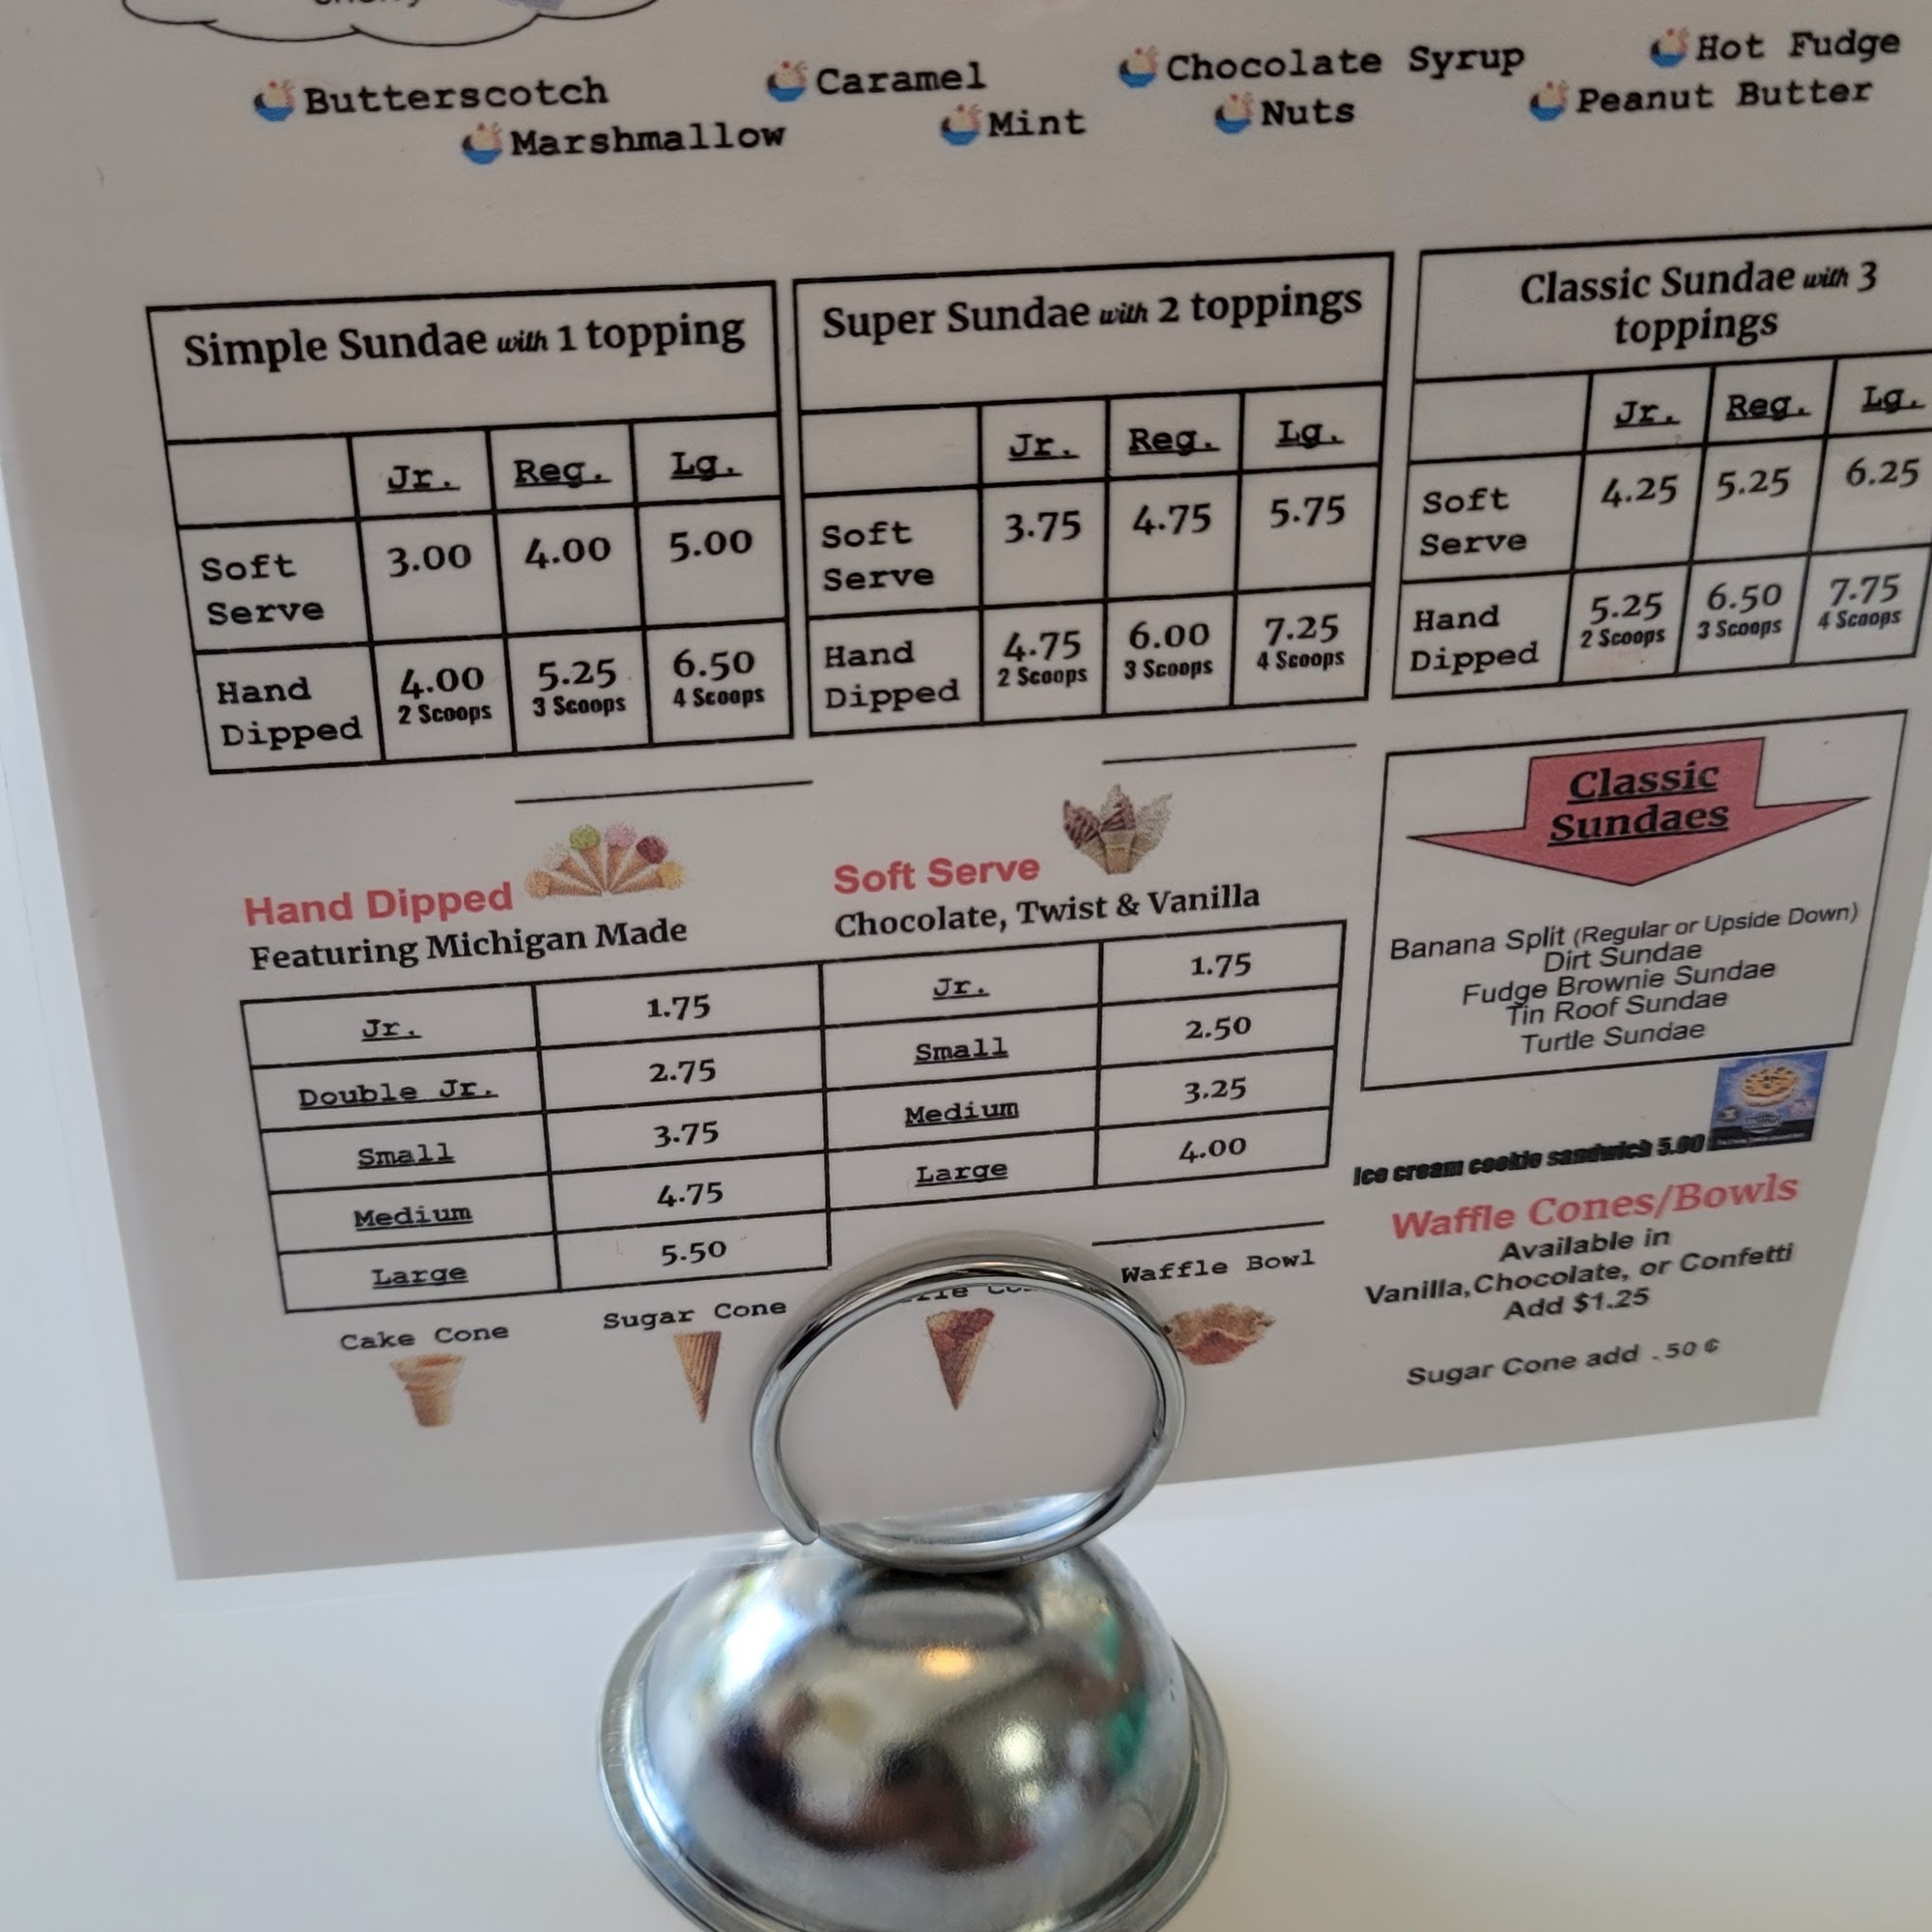 Butterscotch Caramel Chocolate Syrup Hot Fudge
Marshmallow Mint Nuts Peanut Butter
Simple Sundae with 1 topping
Jr. Reg. Lg.
Soft Serve 3.00 4.00 5.00
Hand Dipped 4.00 2 Scoops 5.25 3 Scoops 6.50 4 Scoops
Super Sundae with 2 toppings
Jr. Reg. Lg.
Soft Serve 3.75 4.75 5.75
Hand Dipped 4.75 2 Scoops 6.00 3 Scoops 7.25 4 Scoops
Classic Sundae with 3
toppings
Jr. Reg. Lg.
Soft Serve 4.25 5.25 6.25
Hand Dipped 5.25 2 Scoops 6.50 3 Scoops 7.75 4 Scoops
Hand Dipped
Featuring Michigan Made
Jr. 1.75
Double Jr. 2.75
Small 3.75
Medium 4.75
Large 5.50
Soft Serve
Chocolate, Twist & Vanilla
Jr. 1.75
Small 2.50
Medium 3.25
Large 4.00
Classic
Sundaes
Banana Split (Regular or Upside Down)
Dirt Sundae
Fudge Brownie Sundae
Tin Roof Sundae
Turtle Sundae
Ice cream cookie sandwich 5.00
Waffle Cones/Bowls
Available in
Vanilla,Chocolate, or Confetti
Add $1.25
Sugar Cone add .50 ¢
Cake Cone Sugar Cone Waffle Bowl